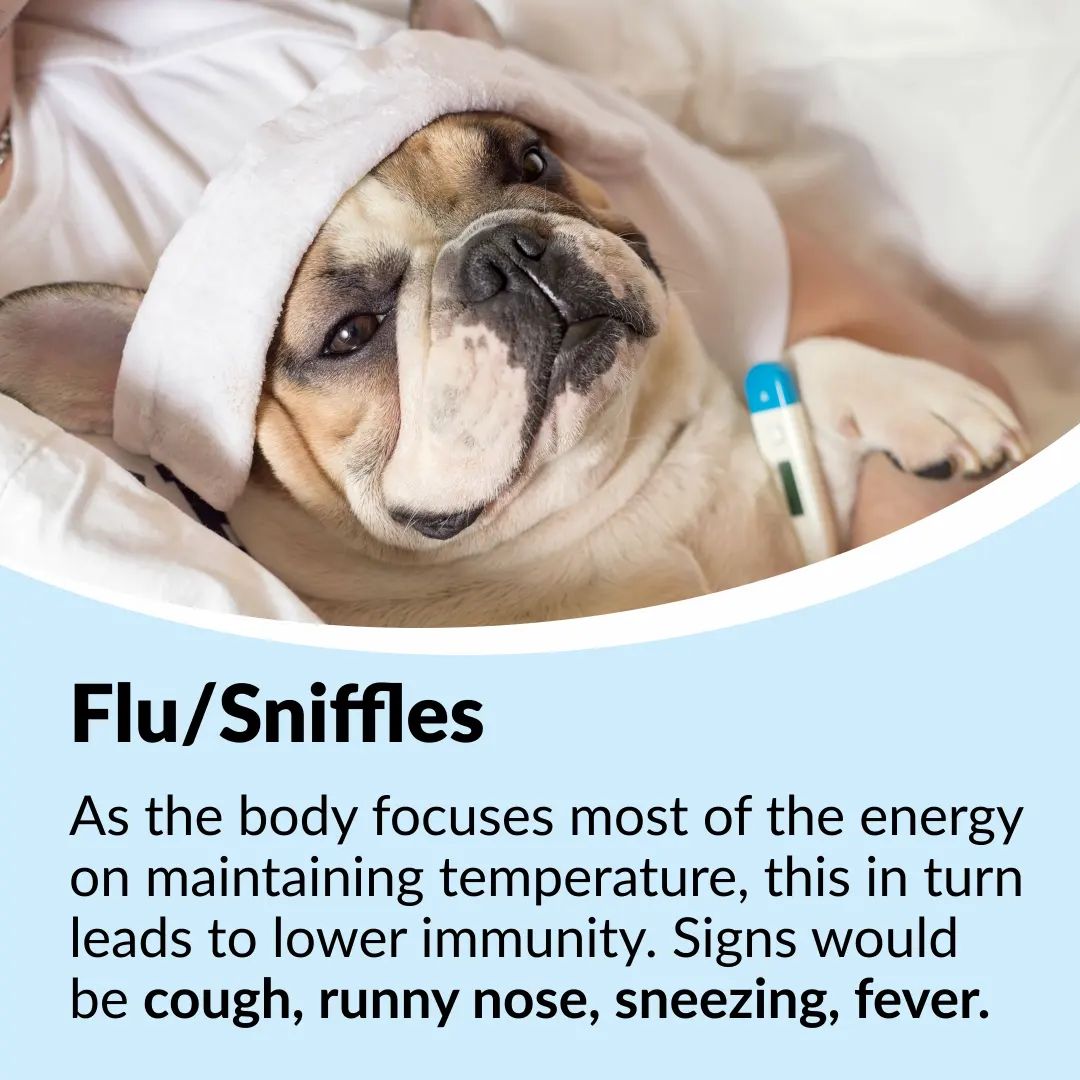 Flu/Sniffles
As the body focuses most of the energy
on maintaining temperature, this in turn
leads to lower immunity. Signs would
be cough, runny nose, sneezing, fever.